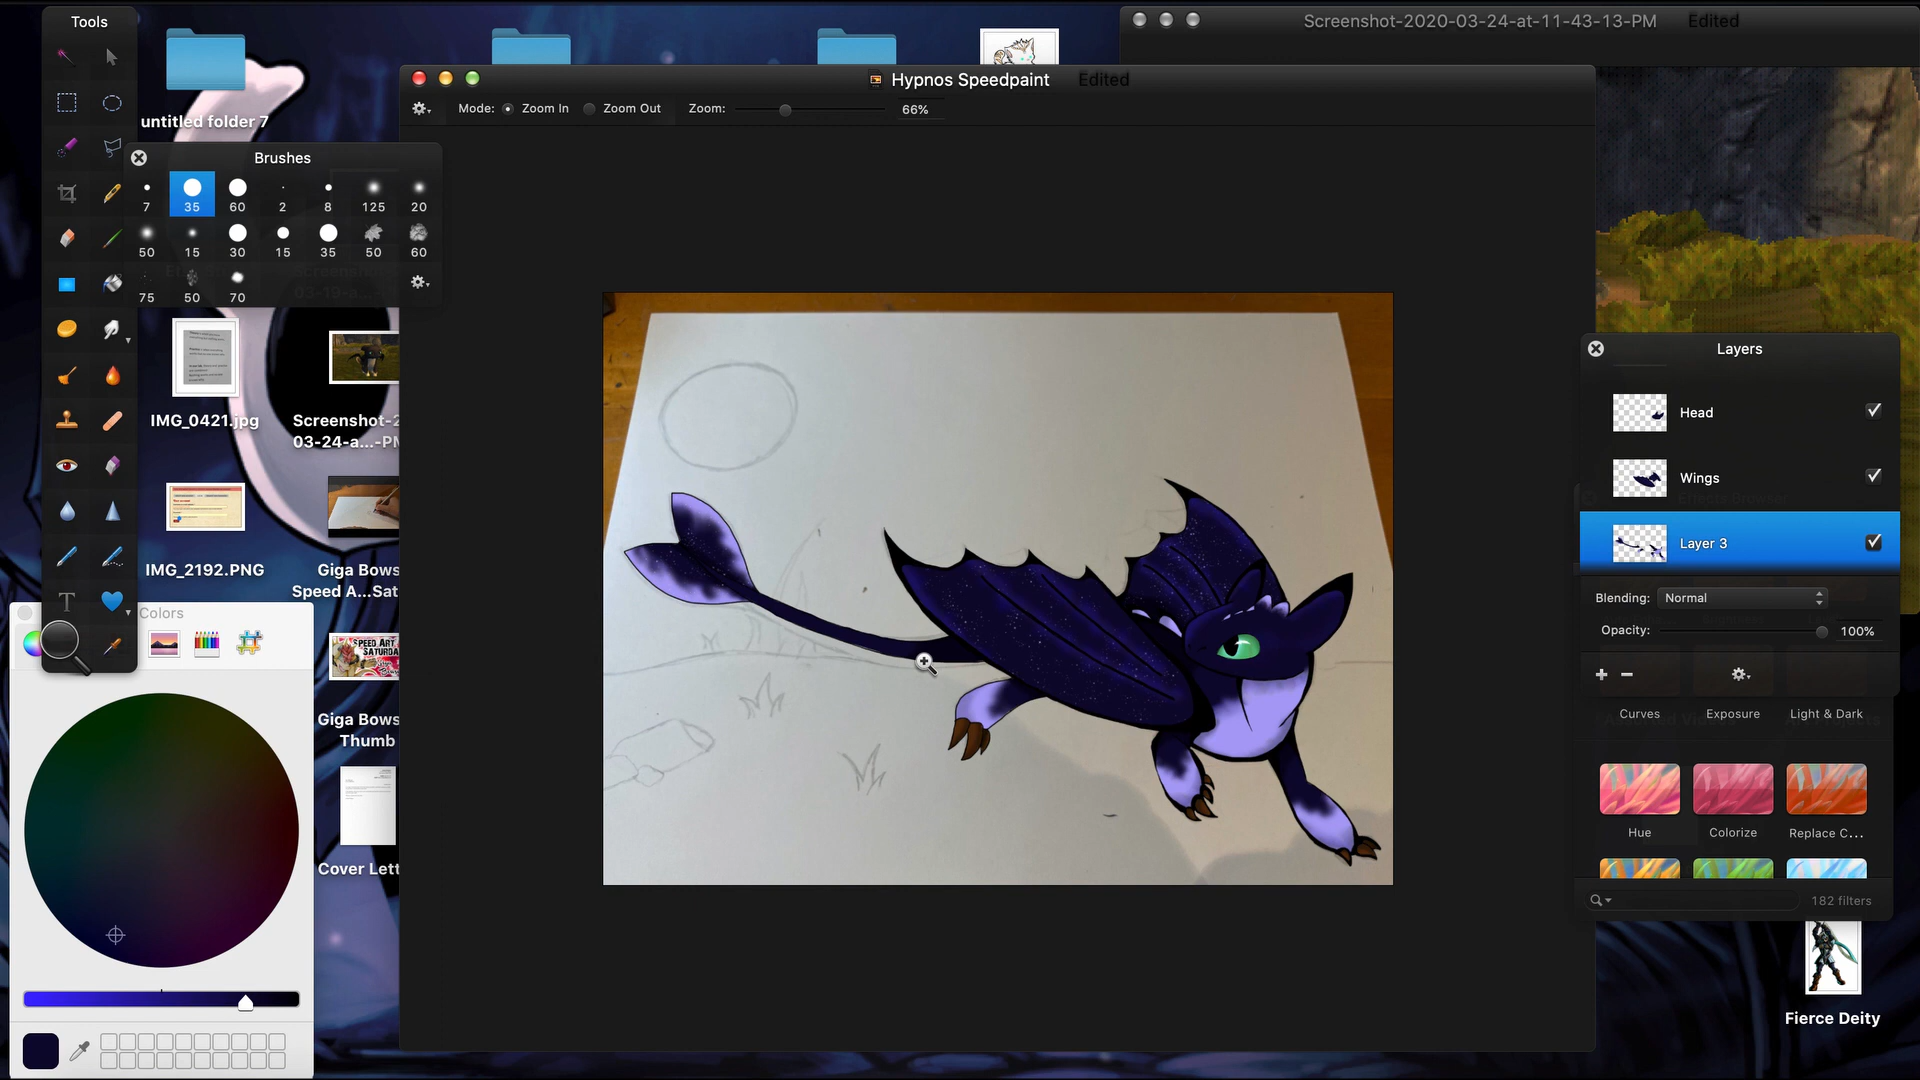 Tools
Screenshot-2020-03-24-at-11-43-13-PM Edited
Hypnos Speedpaint Edited
Mode: Zoom In Zoom Out Zoom: 66%
untitled folder 7
Brushes
7 35 60 2 8 125 20
50 15 30 15 35 50 60
75 50 70
IMG_0421.jpg
Screenshot-2
03-24-a...-PM
IMG_2192.PNG
Giga Bows
Speed A...Sat
Colors
T
SPEED ART
SATURDA
Giga Bows
Thumb
Cover Lett
Layers
Head
Wings
Layer 3
Blending: Normal
Opacity: 100%
Curves Exposure Light & Dark
Hue Colorize Replace C...
182 filters
Fierce Deity